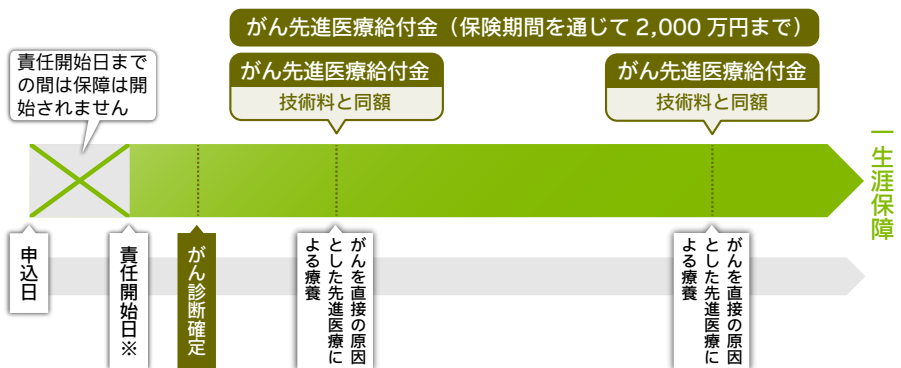 がん先進医療給付金（保険期間を通じて 2,000 万円まで）
責任開始日まで
の間は保障は開
始されません
がん先進医療給付金
技術料と同額
がん先進医療給付金
技術料と同額
一生涯保障
申込日
責任開始日※
がん診断確定
がんを直接の原因
とした先進医療に
よる療養
がんを直接の原因
とした先進医療に
よる療養